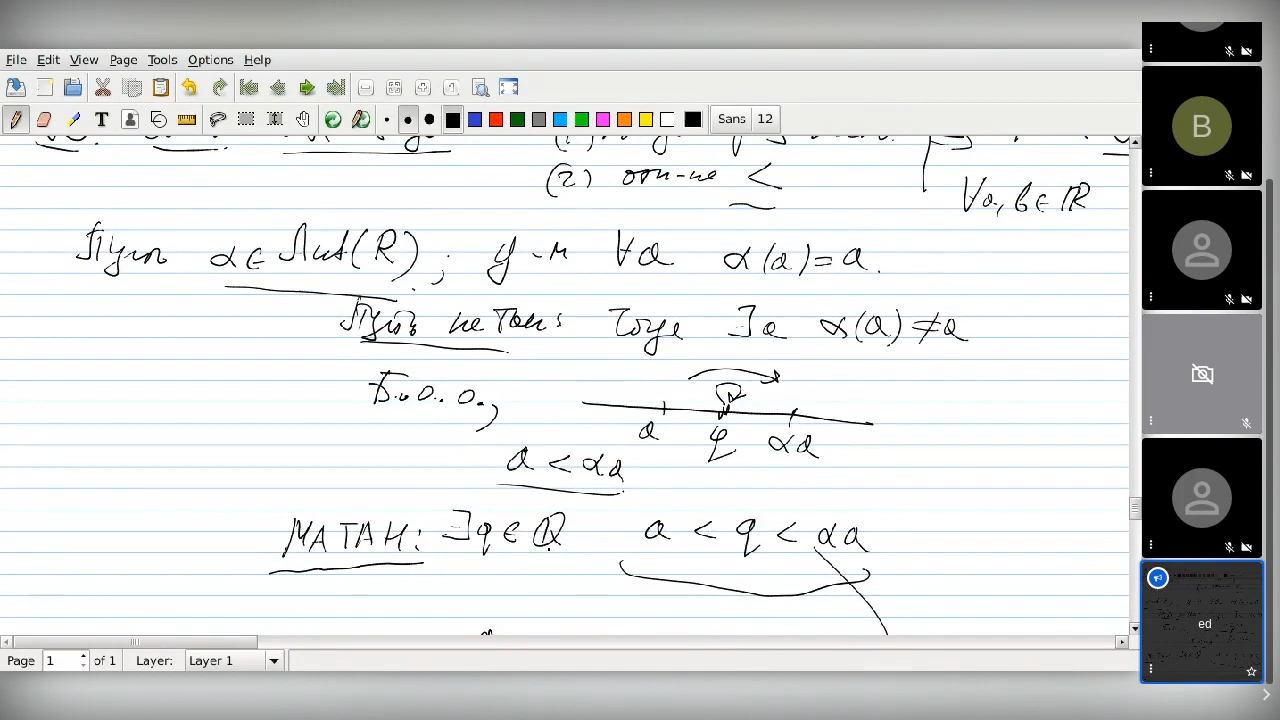 File Edit View Page Tools Options Help
Sans 12
(2) отн-ие <
∀a, b ∈ ℝ
Пусть α ∈ Aut(R); у-м ∀a α(a) = a.
Пусть не так: тогда ∃a α(a) ≠ a
Б.о.о.,
a q αa
a < αa
МАТАН: ∃q ∈ ℚ a < q < αa
Page 1 of 1 Layer: Layer 1
B
ed